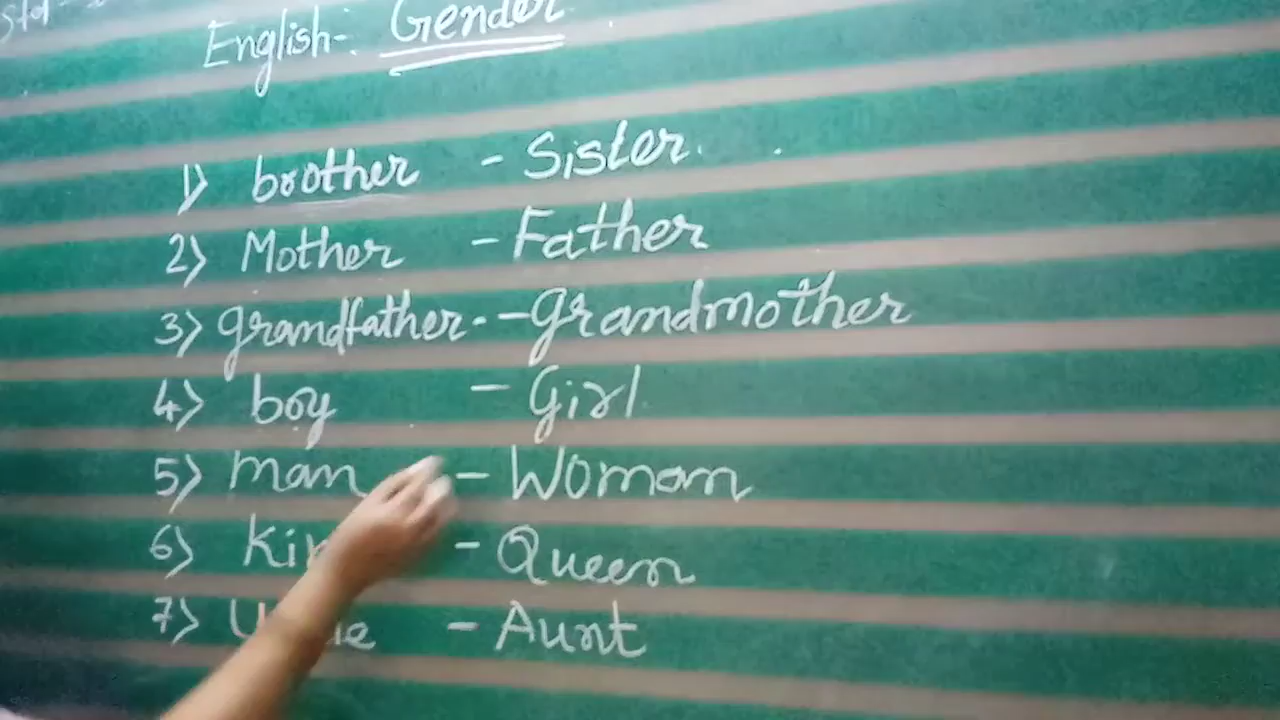 English-: Gender
1) brother - Sister.
2) Mother - Father
3) grandfather - - grandmother
4) boy - Girl
5) man - Woman
6) - Queen
7) - Aunt